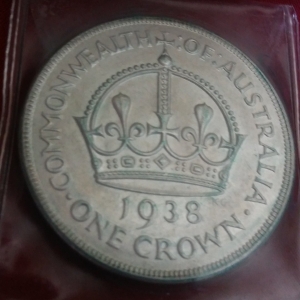 COMMONWEALTH · OF · AUSTRALIA ·
1938
· ONE CROWN ·